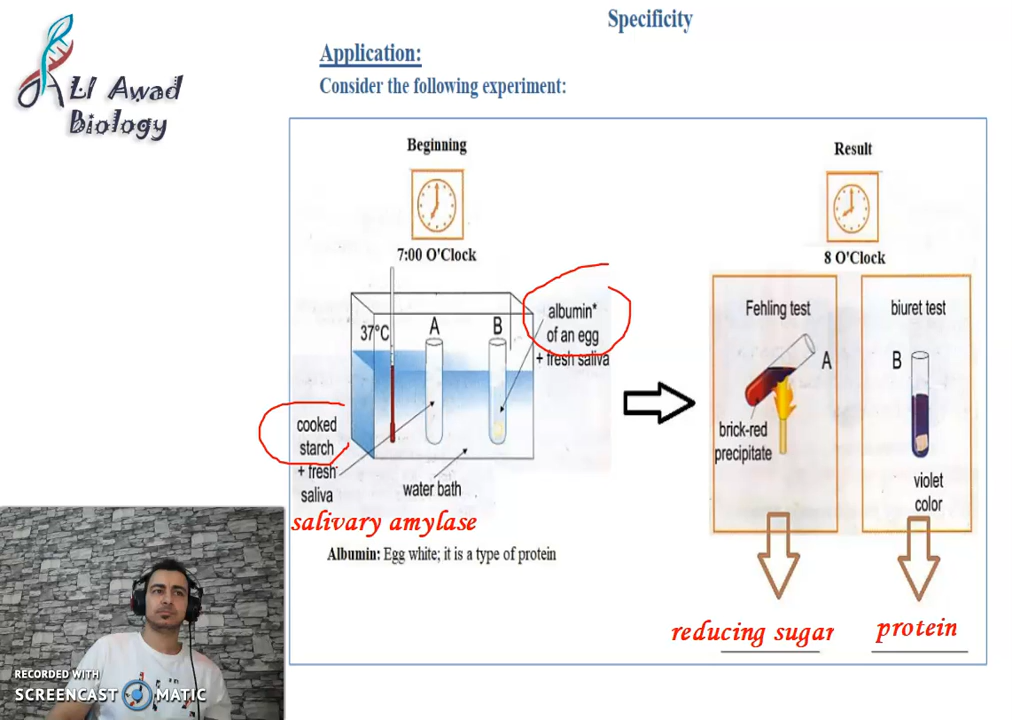 Specificity
ALI Awad
Biology
Application:
Consider the following experiment:
Beginning
7:00 O'Clock
37°C
A
B
albumin*
of an egg
+ fresh saliva
cooked
starch
+ fresh
saliva
water bath
salivary amylase
Albumin: Egg white; it is a type of protein
Result
8 O'Clock
Fehling test
A
brick-red
precipitate
biuret test
B
violet
color
reducing sugar
protein
RECORDED WITH
SCREENCAST MATIC